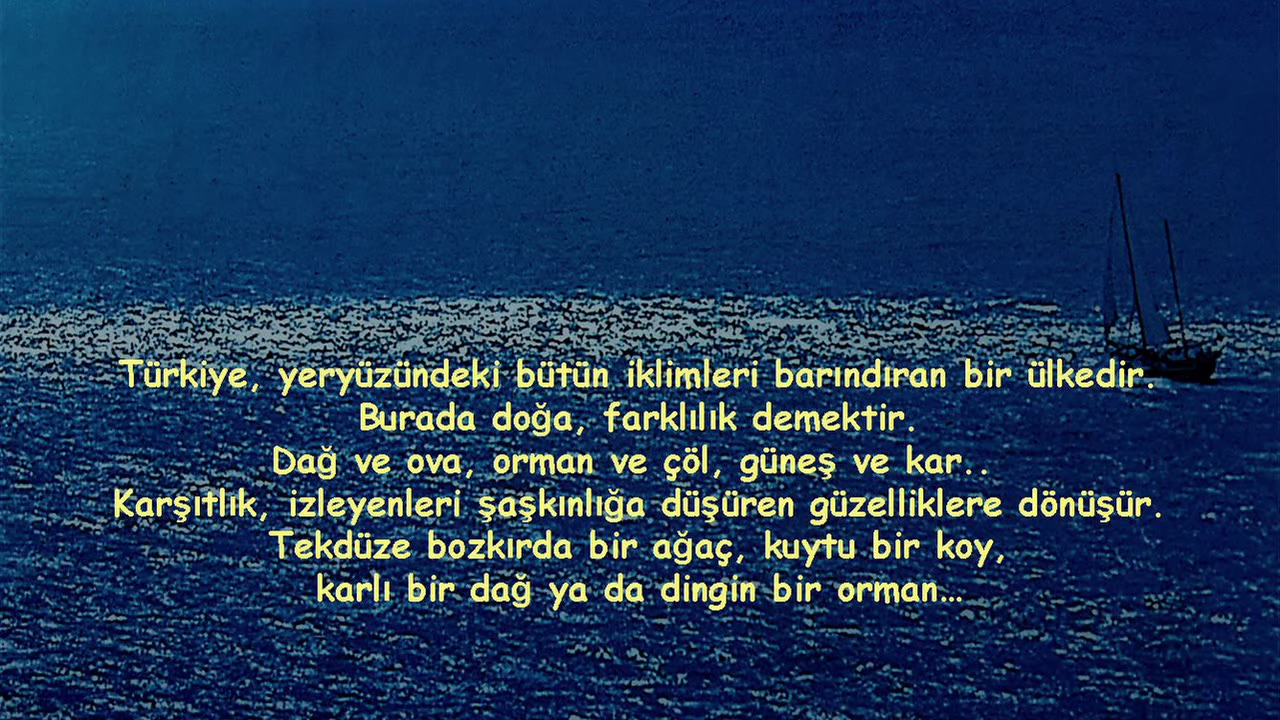 Türkiye, yeryüzündeki bütün iklimleri barındıran bir ülkedir.
Burada doğa, farklılık demektir.
Dağ ve ova, orman ve çöl, güneş ve kar..
Karşıtlık, izleyenleri şaşkınlığa düşüren güzelliklere dönüşür.
Tekdüze bozkırda bir ağaç, kuytu bir koy,
karlı bir dağ ya da dingin bir orman…